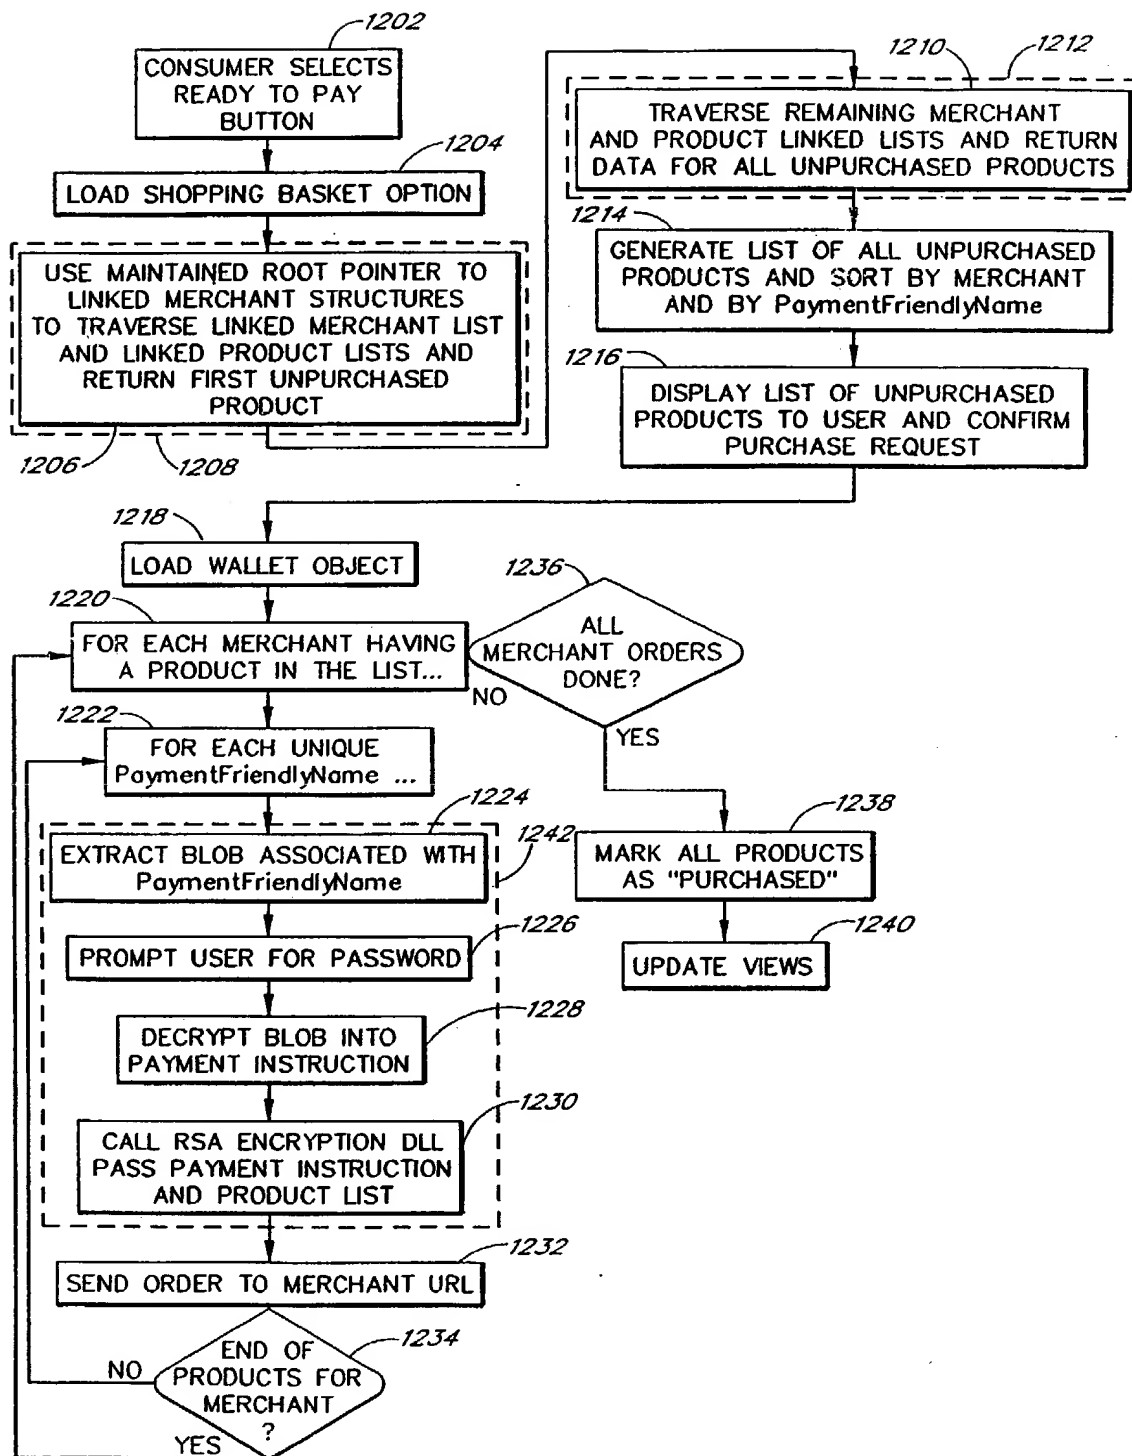 1202
CONSUMER SELECTS
READY TO PAY
BUTTON
1204
LOAD SHOPPING BASKET OPTION
USE MAINTAINED ROOT POINTER TO
LINKED MERCHANT STRUCTURES
TO TRAVERSE LINKED MERCHANT LIST
AND LINKED PRODUCT LISTS AND
RETURN FIRST UNPURCHASED
PRODUCT
1206
1208
1210
1212
TRAVERSE REMAINING MERCHANT
AND PRODUCT LINKED LISTS AND RETURN
DATA FOR ALL UNPURCHASED PRODUCTS
1214
GENERATE LIST OF ALL UNPURCHASED
PRODUCTS AND SORT BY MERCHANT
AND BY PaymentFriendlyName
1216
DISPLAY LIST OF UNPURCHASED
PRODUCTS TO USER AND CONFIRM
PURCHASE REQUEST
1218
LOAD WALLET OBJECT
1220
FOR EACH MERCHANT HAVING
A PRODUCT IN THE LIST...
1236
ALL
MERCHANT ORDERS
DONE?
NO
YES
1222
FOR EACH UNIQUE
PaymentFriendlyName ...
1224
1242
EXTRACT BLOB ASSOCIATED WITH
PaymentFriendlyName
1226
PROMPT USER FOR PASSWORD
1228
DECRYPT BLOB INTO
PAYMENT INSTRUCTION
1230
CALL RSA ENCRYPTION DLL
PASS PAYMENT INSTRUCTION
AND PRODUCT LIST
1232
SEND ORDER TO MERCHANT URL
1234
END OF
PRODUCTS FOR
MERCHANT
?
NO
YES
1238
MARK ALL PRODUCTS
AS "PURCHASED"
1240
UPDATE VIEWS